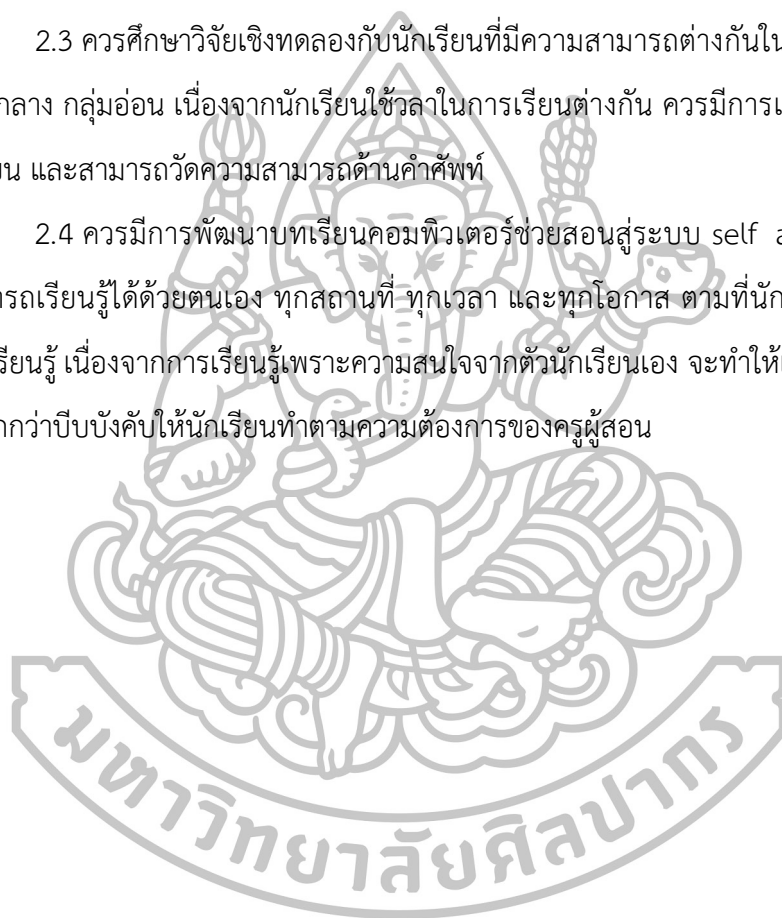 2.3 ควรศึกษาวิจัยเชิงทดลองกับนักเรียนที่มีความสามารถต่างกันใน
กลาง กลุ่มอ่อน เนื่องจากนักเรียนใช้วลาในการเรียนต่างกัน ควรมีการ
และสามารถวัดความสามารถด้านคำศัพท์
2.4 ควรมีการพัฒนาบทเรียนคอมพิวเตอร์ช่วยสอนสู่ระบบ self
เรียนรู้ได้ด้วยตนเอง ทุกสถานที่ ทุกเวลา และทุกโอกาส ตามที่นัก
เรียนรู้ เนื่องจากการเรียนรู้เพราะความสนใจจากตัวนักเรียนเอง จะทำให้
กว่าบีบบังคับให้นักเรียนทำตามความต้องการของครูผู้สอน
มหาวิทยาลัยศิลปากร